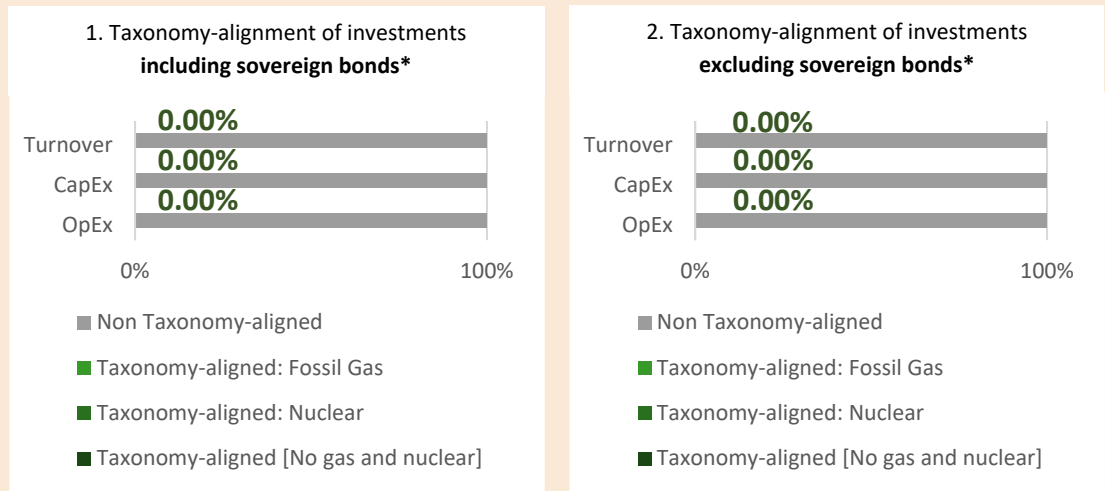 1. Taxonomy-alignment of investments
including sovereign bonds*
0.00%
Turnover
0.00%
CapEx
0.00%
OpEx
0%
100%
Non Taxonomy-aligned
Taxonomy-aligned: Fossil Gas
Taxonomy-aligned: Nuclear
Taxonomy-aligned [No gas and nuclear]
2. Taxonomy-alignment of investments
excluding sovereign bonds*
0.00%
Turnover
0.00%
CapEx
0.00%
OpEx
0%
100%
Non Taxonomy-aligned
Taxonomy-aligned: Fossil Gas
Taxonomy-aligned: Nuclear
Taxonomy-aligned [No gas and nuclear]